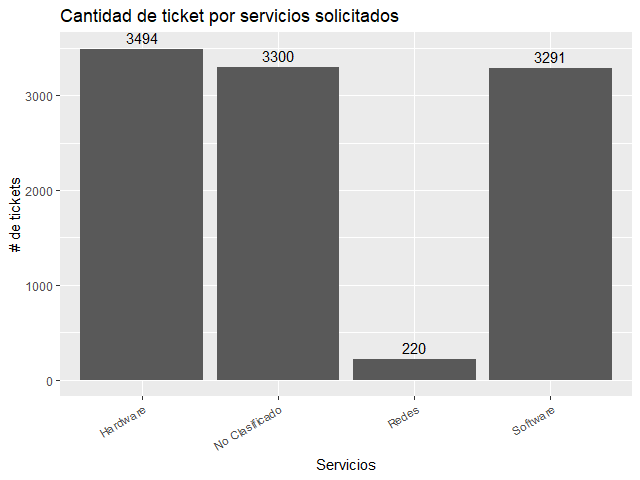 Cantidad de ticket por servicios solicitados
3494
3300
220
3291
# de tickets
3000
2000
1000
0
Hardware
No Clasificado
Redes
Software
Servicios